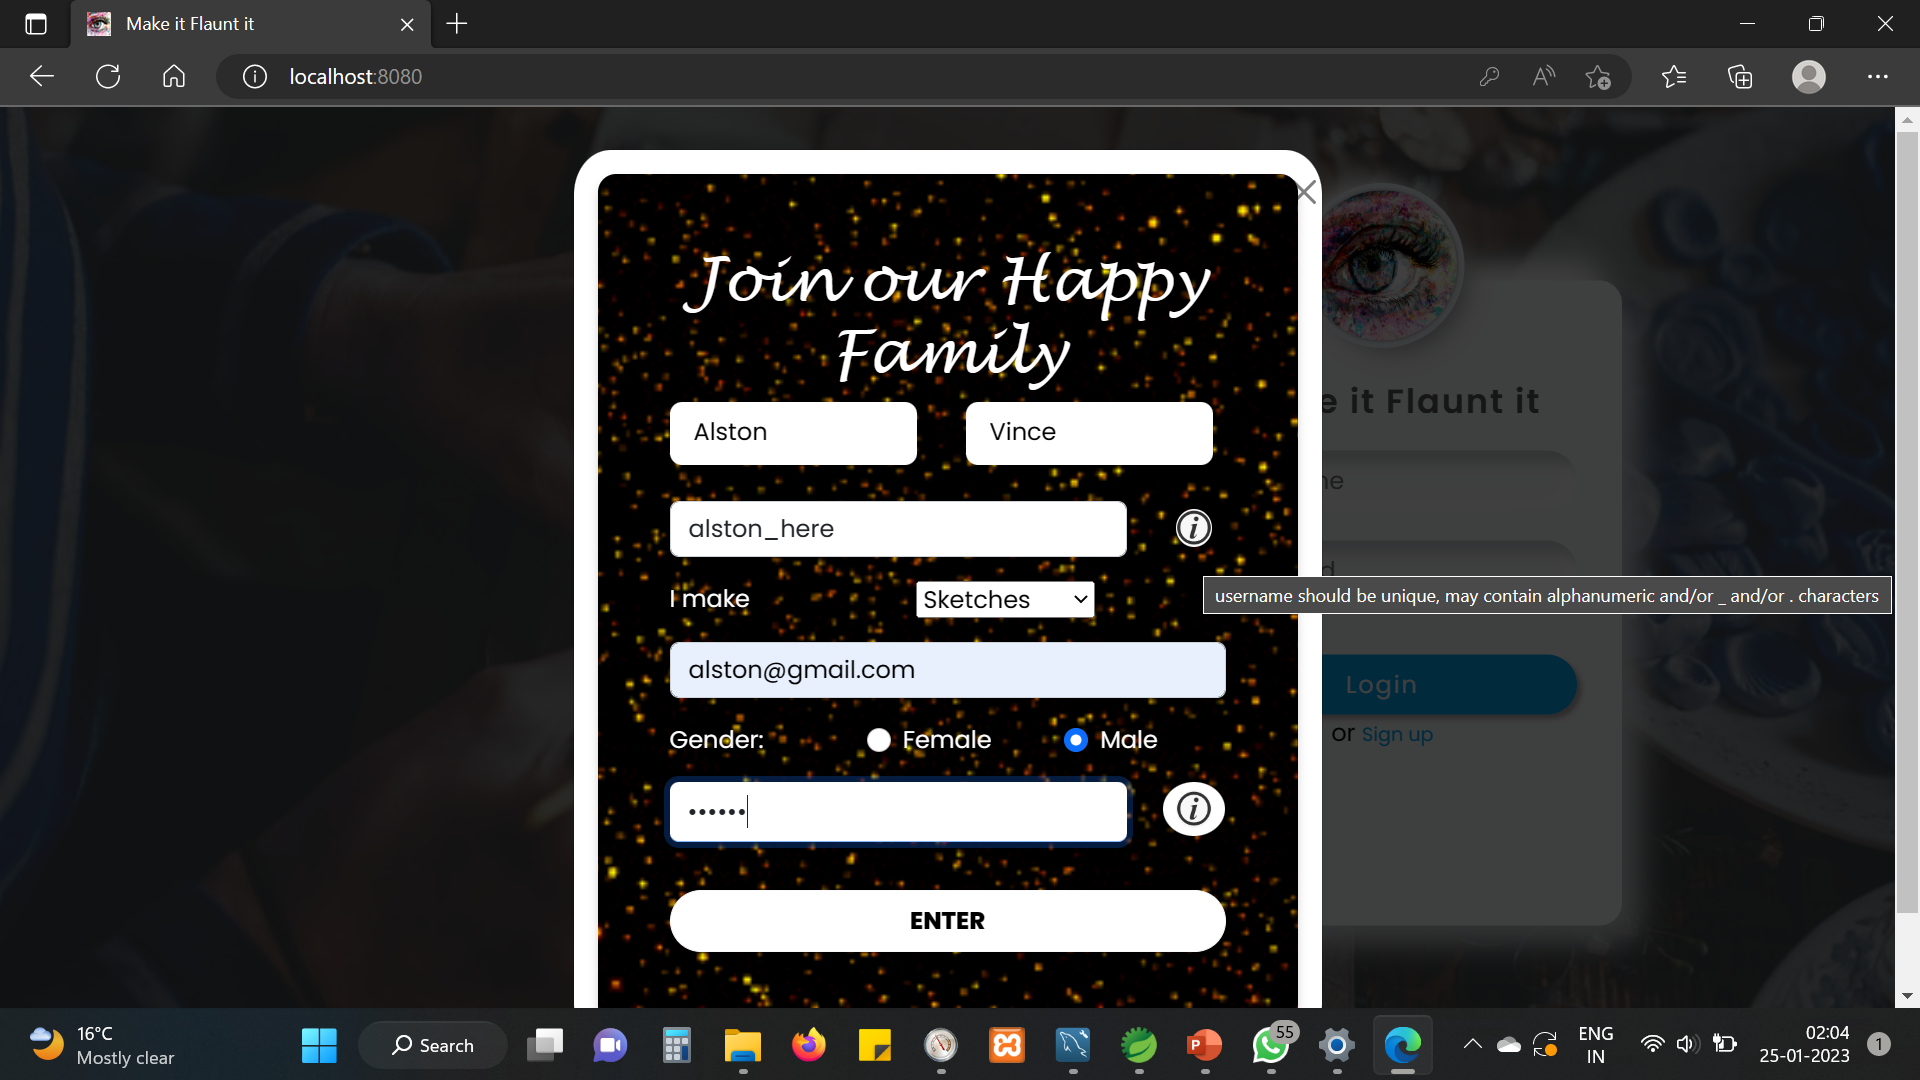 Make it Flaunt it
localhost:8080
Join our Happy
Family
e it Flaunt it
Alston
Vince
ne
alston_here
i
d
I make
Sketches
username should be unique, may contain alphanumeric and/or _ and/or . characters
alston@gmail.com
Login
or Sign up
Gender:
Female
Male
••••••
i
ENTER
16°C
Mostly clear
Search
55
ENG
IN
02:04
25-01-2023
1